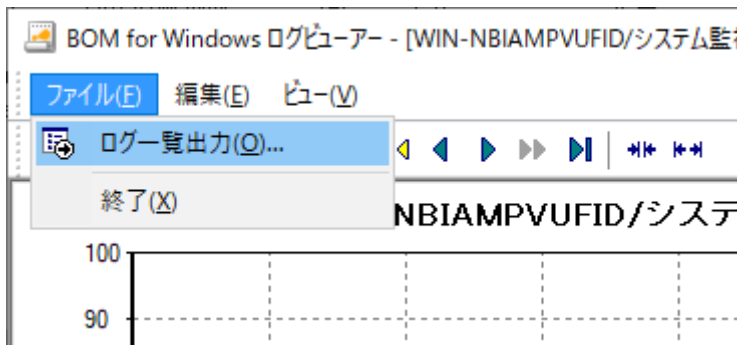 BOM for Windows ログビューアー - [WIN-NBIAMPVUFID/システム監視
ファイル(F) 編集(E) ビュー(V)
ログ一覧出力(O)...
終了(X)
NBIAMPVUFID/システ
100
90